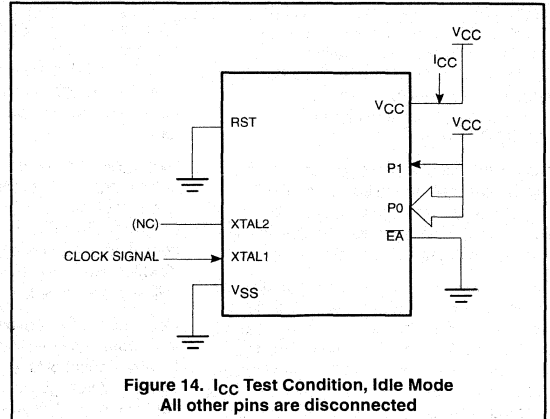 VCC
ICC
VCC
VCC
RST
P1
P0
(NC)
XTAL2
EA
CLOCK SIGNAL
XTAL1
VSS
Figure 14. ICC Test Condition, Idle Mode
All other pins are disconnected